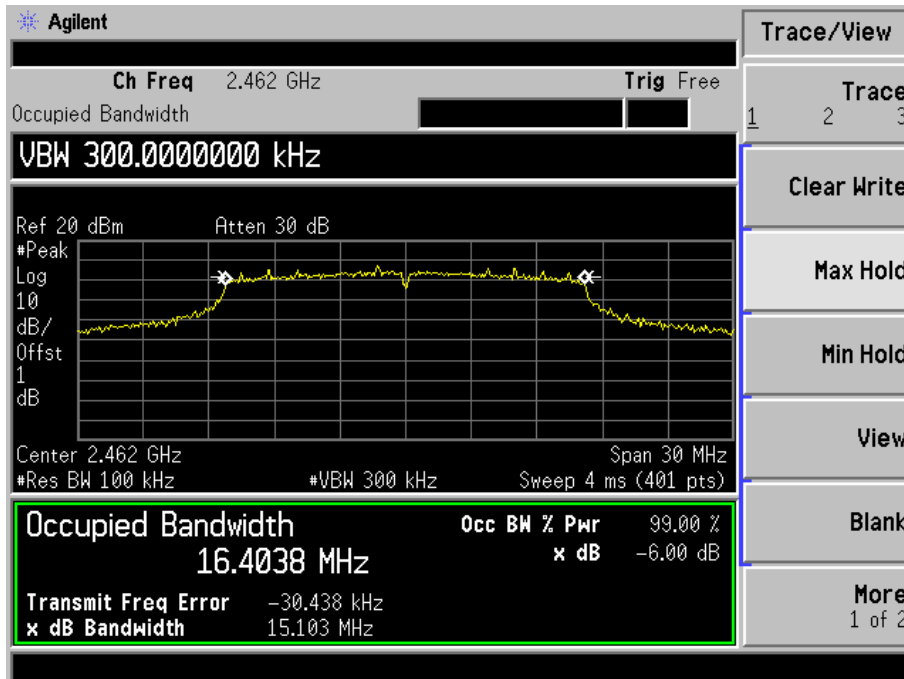 Agilent
Trace/View
Ch Freq 2.462 GHz Trig Free
Occupied Bandwidth
Trace
1 2 3
VBW 300.0000000 kHz
Clear Write
Ref 20 dBm Atten 30 dB
#Peak
Log
10
dB/
Offst
1
dB
Max Hold
Min Hold
Center 2.462 GHz Span 30 MHz
#Res BW 100 kHz #VBW 300 kHz Sweep 4 ms (401 pts)
View
Occupied Bandwidth Occ BW % Pwr 99.00 %
16.4038 MHz x dB -6.00 dB
Transmit Freq Error -30.438 kHz
x dB Bandwidth 15.103 MHz
Blank
More
1 of 2